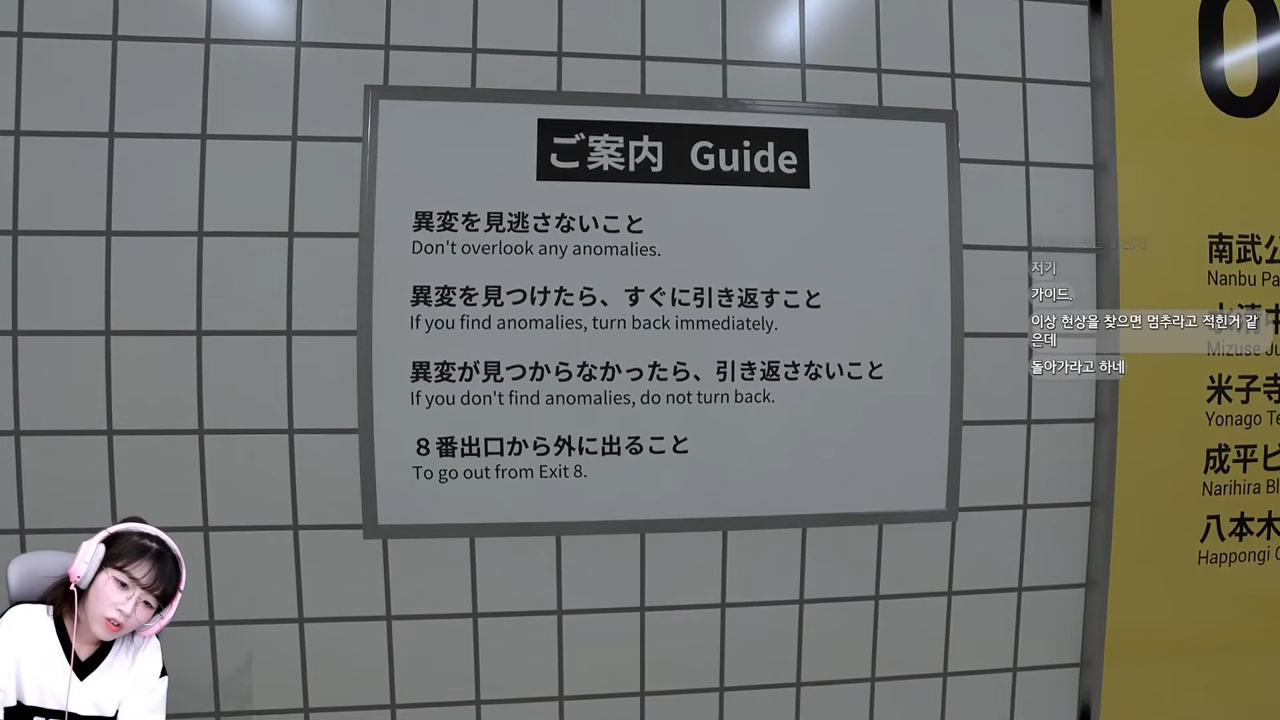 ご案内 Guide
異変を見逃さないこと
Don't overlook any anomalies.
異変を見つけたら、すぐに引き返すこと
If you find anomalies, turn back immediately.
異変が見つからなかったら、引き返さないこと
If you don't find anomalies, do not turn back.
8番出口から外に出ること
To go out from Exit 8.
저기
가이드.
이상 현상을 찾으면 멈추라고 적힌거 같
은데
돌아가라고 하네
0
南武公
Nanbu Pa
Mizuse Ju
米子寺
Yonago Te
成平ビ
Narihira Bl
八本木
Happongi